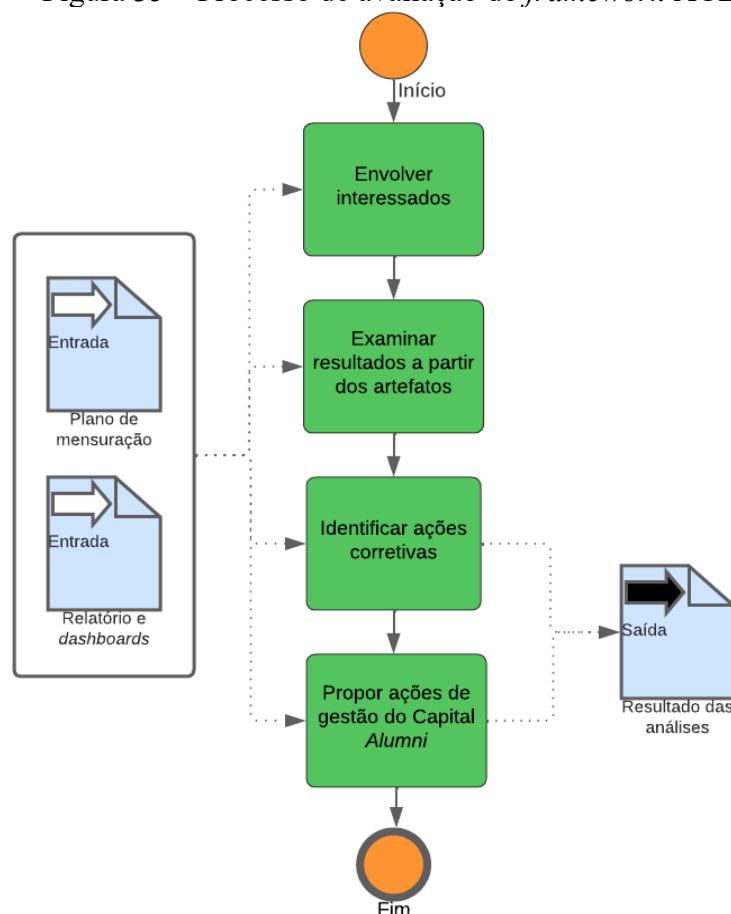 Início
Envolver
interessados
Entrada
Plano de
mensuração
Examinar
resultados a partir
dos artefatos
Entrada
Relatório e
dashboards
Identificar ações
corretivas
Saída
Resultado das
análises
Propor ações de
gestão do Capital
Alumni
Fim